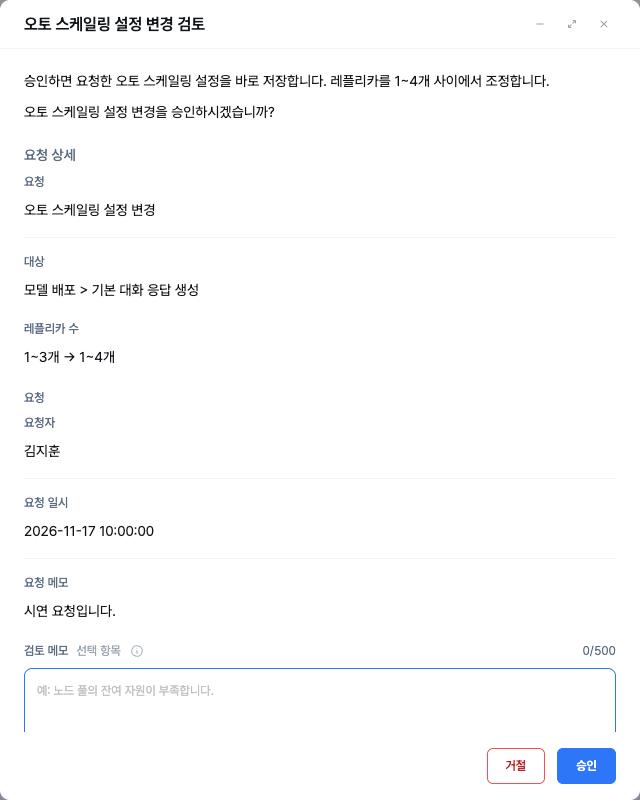 오토 스케일링 설정 변경 검토
승인하면 요청한 오토 스케일링 설정을 바로 저장합니다. 레플리카를 1~4개 사이에서 조정합니다.
오토 스케일링 설정 변경을 승인하시겠습니까?
요청 상세
요청
오토 스케일링 설정 변경
대상
모델 배포 > 기본 대화 응답 생성
레플리카 수
1~3개 → 1~4개
요청
요청자
김지훈
요청 일시
2026-11-17 10:00:00
요청 메모
시연 요청입니다.
검토 메모 선택 항목 0/500
예: 노드 풀의 잔여 자원이 부족합니다.
거절 승인